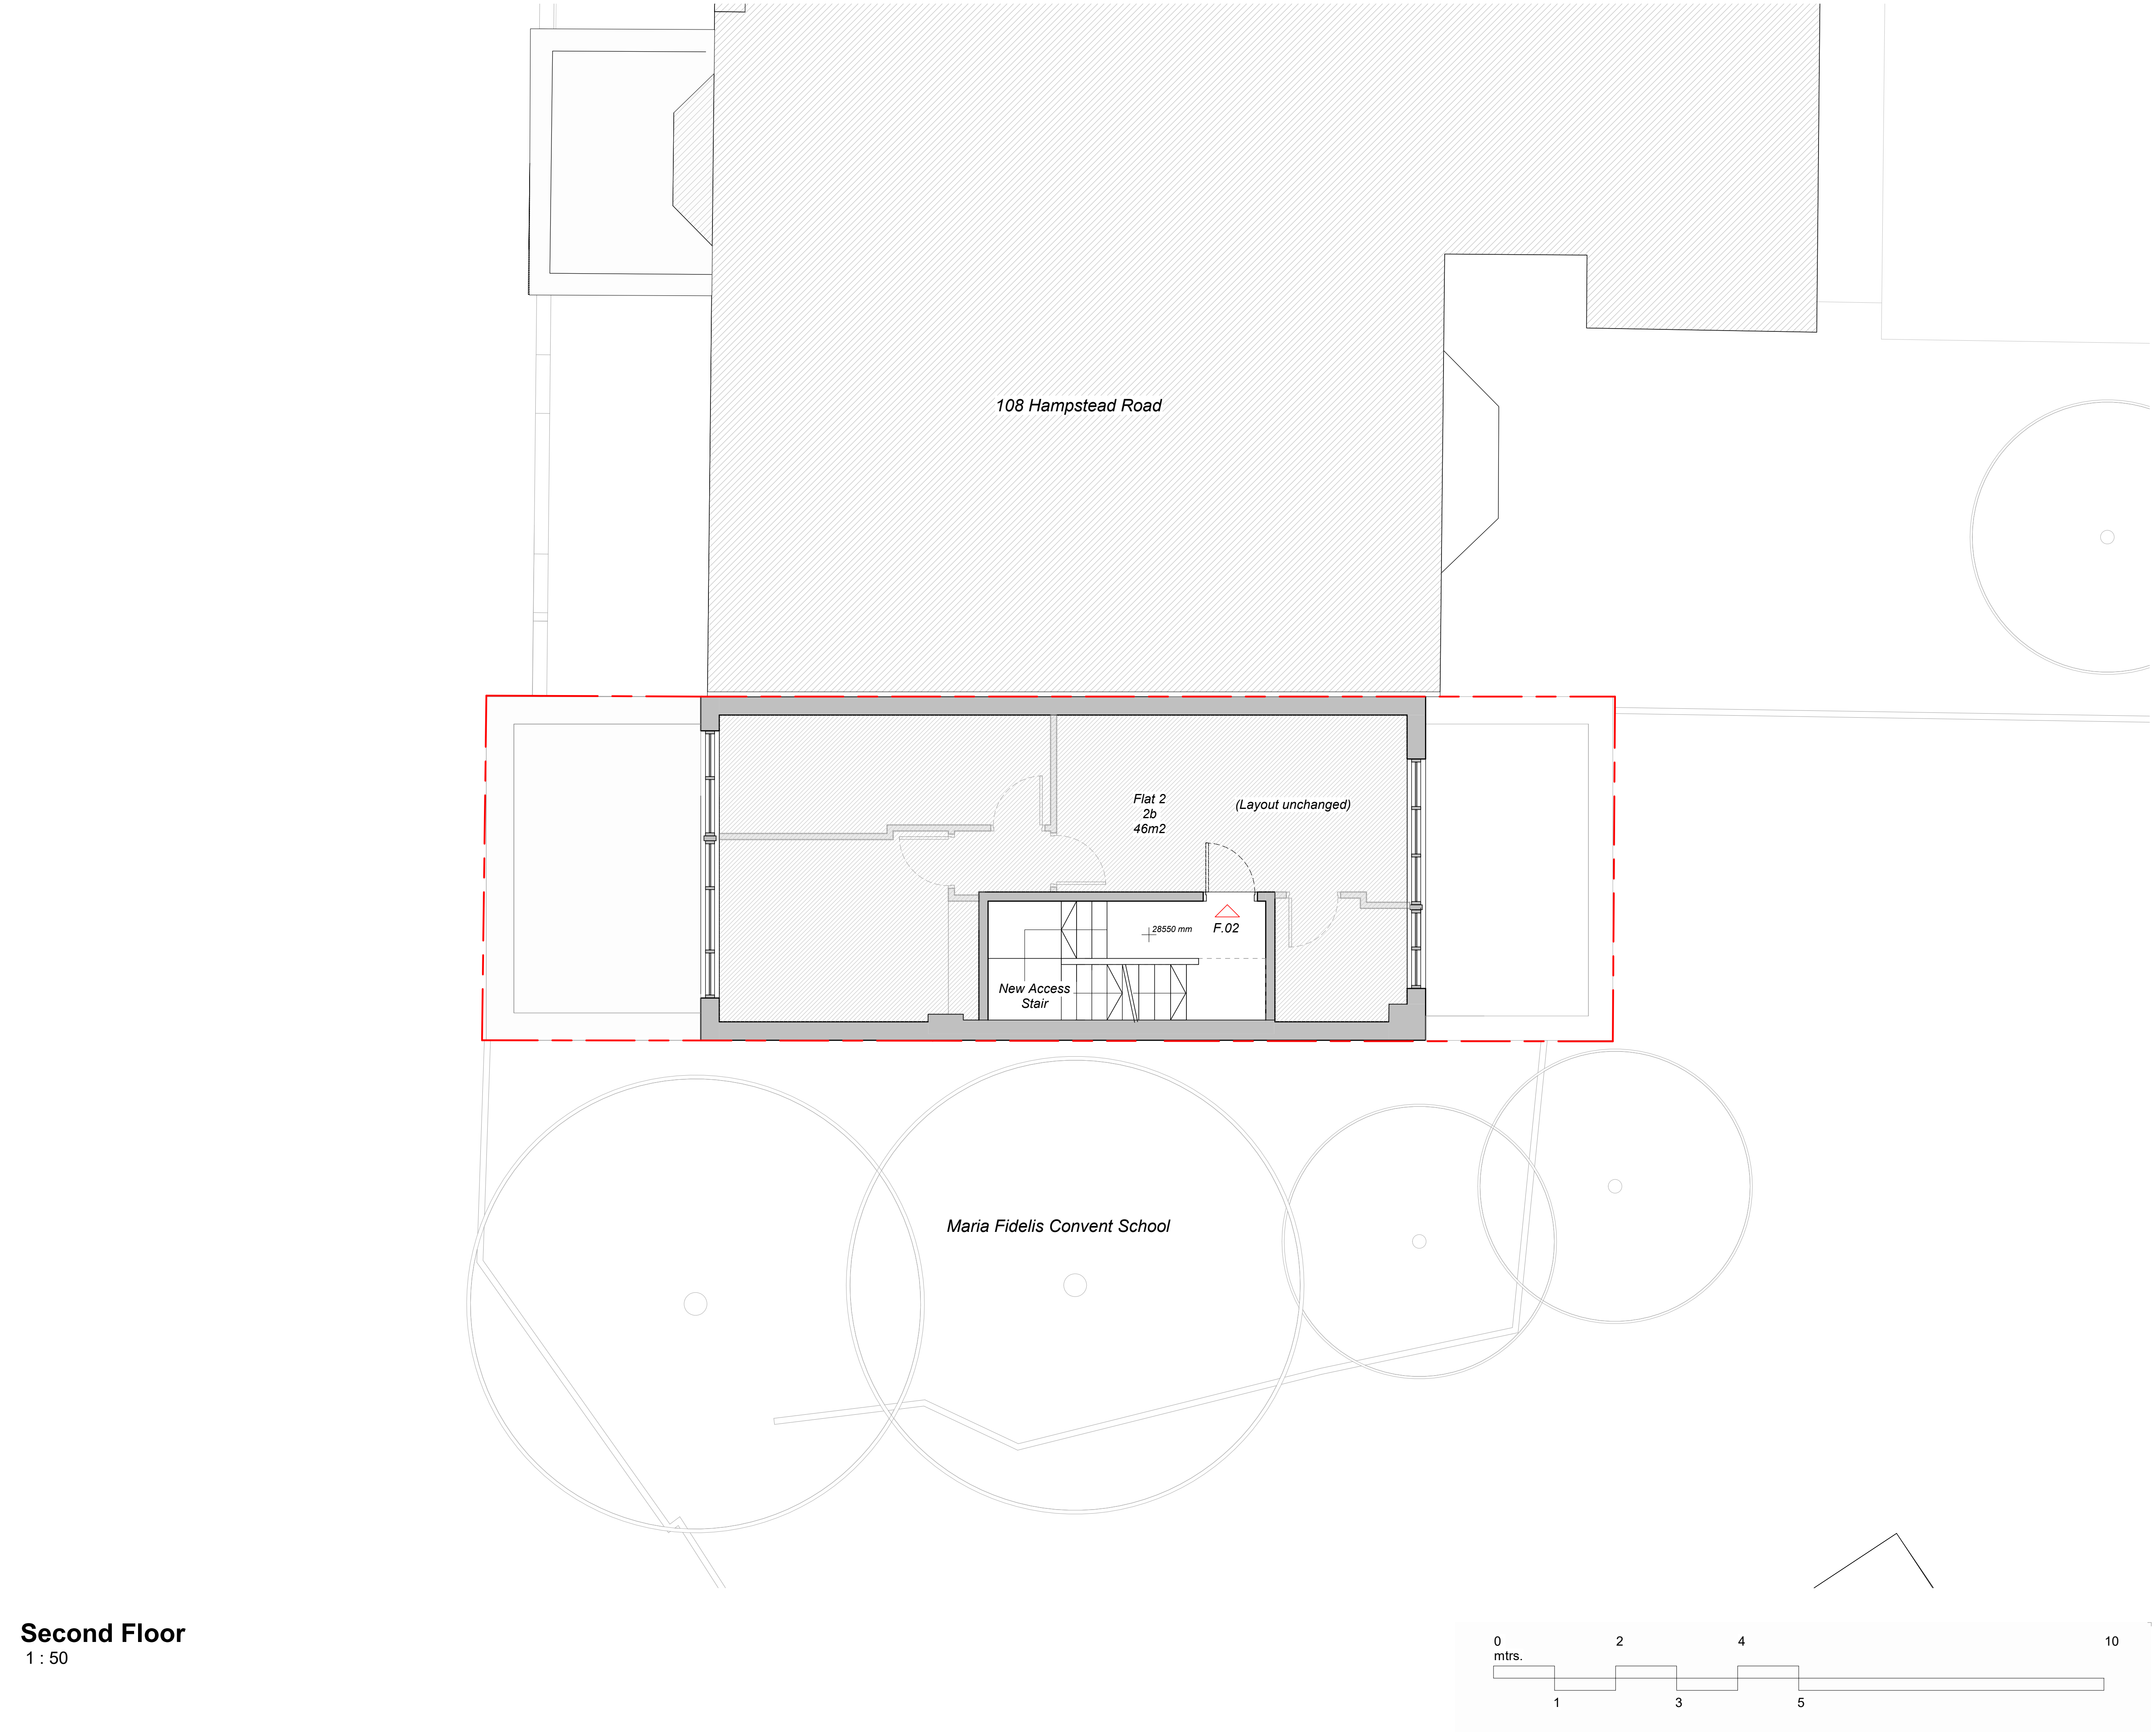 108 Hampstead Road
Flat 2
2b
46m2
(Layout unchanged)
28550 mm
F.02
New Access
Stair
Maria Fidelis Convent School
Second Floor
1 : 50
0 2 4 10
mtrs.
1 3 5